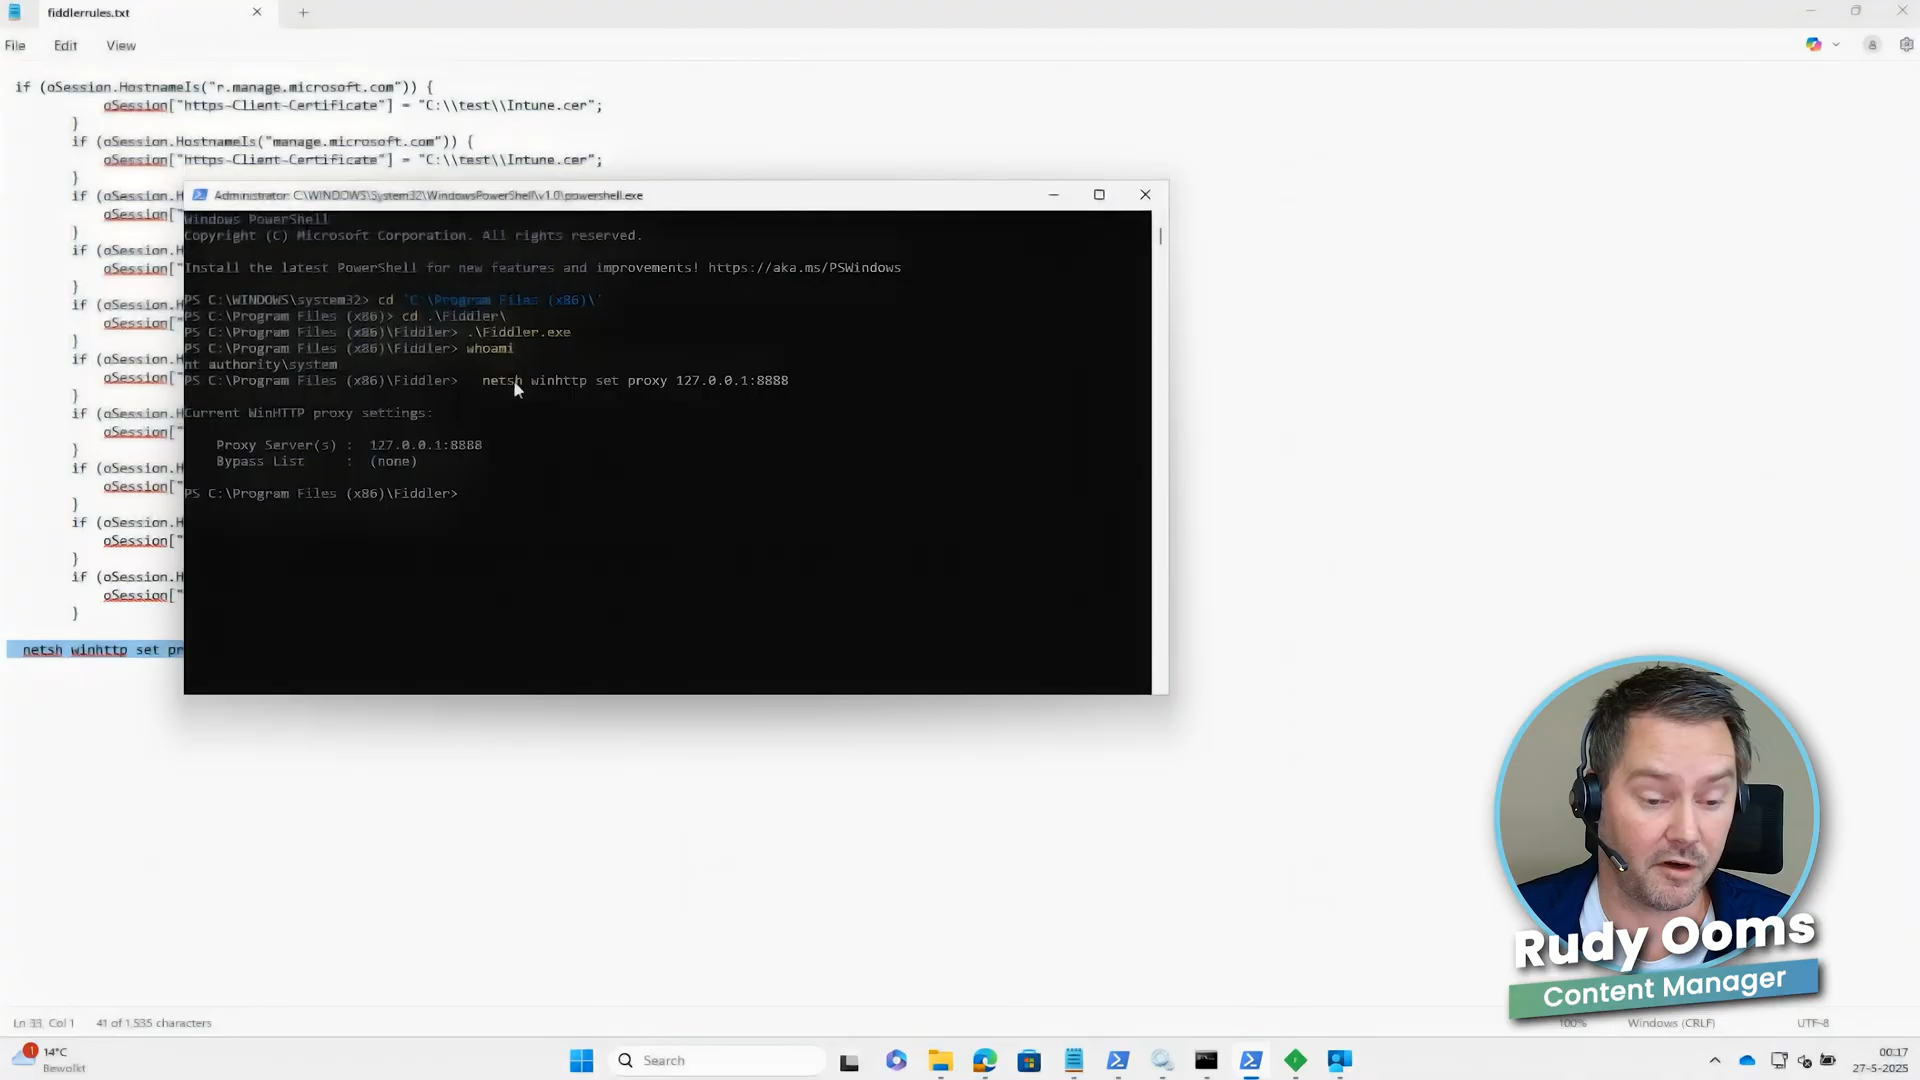 fiddlerrules.txt
File Edit View
if (oSession.HostnameIs("r.manage.microsoft.com")) {
oSession["https-Client-Certificate"] = "C:\\test\\Intune.cer";
}
if (oSession.HostnameIs("manage.microsoft.com")) {
oSession["https-Client-Certificate"] = "C:\\test\\Intune.cer";
}
if (oSession.H
oSession["
}
if (oSession.H
oSession["
}
if (oSession.H
oSession["
}
if (oSession.H
oSession["
}
if (oSession.H
oSession["
}
if (oSession.H
oSession["
}
if (oSession.H
oSession["
}
if (oSession.H
oSession["
}
netsh winhttp set pr
Administrator: C:\WINDOWS\System32\WindowsPowerShell\v1.0\powershell.exe
Windows PowerShell
Copyright (C) Microsoft Corporation. All rights reserved.
Install the latest PowerShell for new features and improvements! https://aka.ms/PSWindows
PS C:\WINDOWS\system32> cd 'C:\Program Files (x86)\'
PS C:\Program Files (x86)> cd .\Fiddler\
PS C:\Program Files (x86)\Fiddler> .\Fiddler.exe
PS C:\Program Files (x86)\Fiddler> whoami
nt authority\system
PS C:\Program Files (x86)\Fiddler> netsh winhttp set proxy 127.0.0.1:8888
Current WinHTTP proxy settings:
Proxy Server(s) : 127.0.0.1:8888
Bypass List : (none)
PS C:\Program Files (x86)\Fiddler>
Rudy Ooms
Content Manager
Ln 33, Col 1 41 of 1.535 characters 100% Windows (CRLF) UTF-8
1
14°C
Bewolkt
Search
00:17
27-5-2025